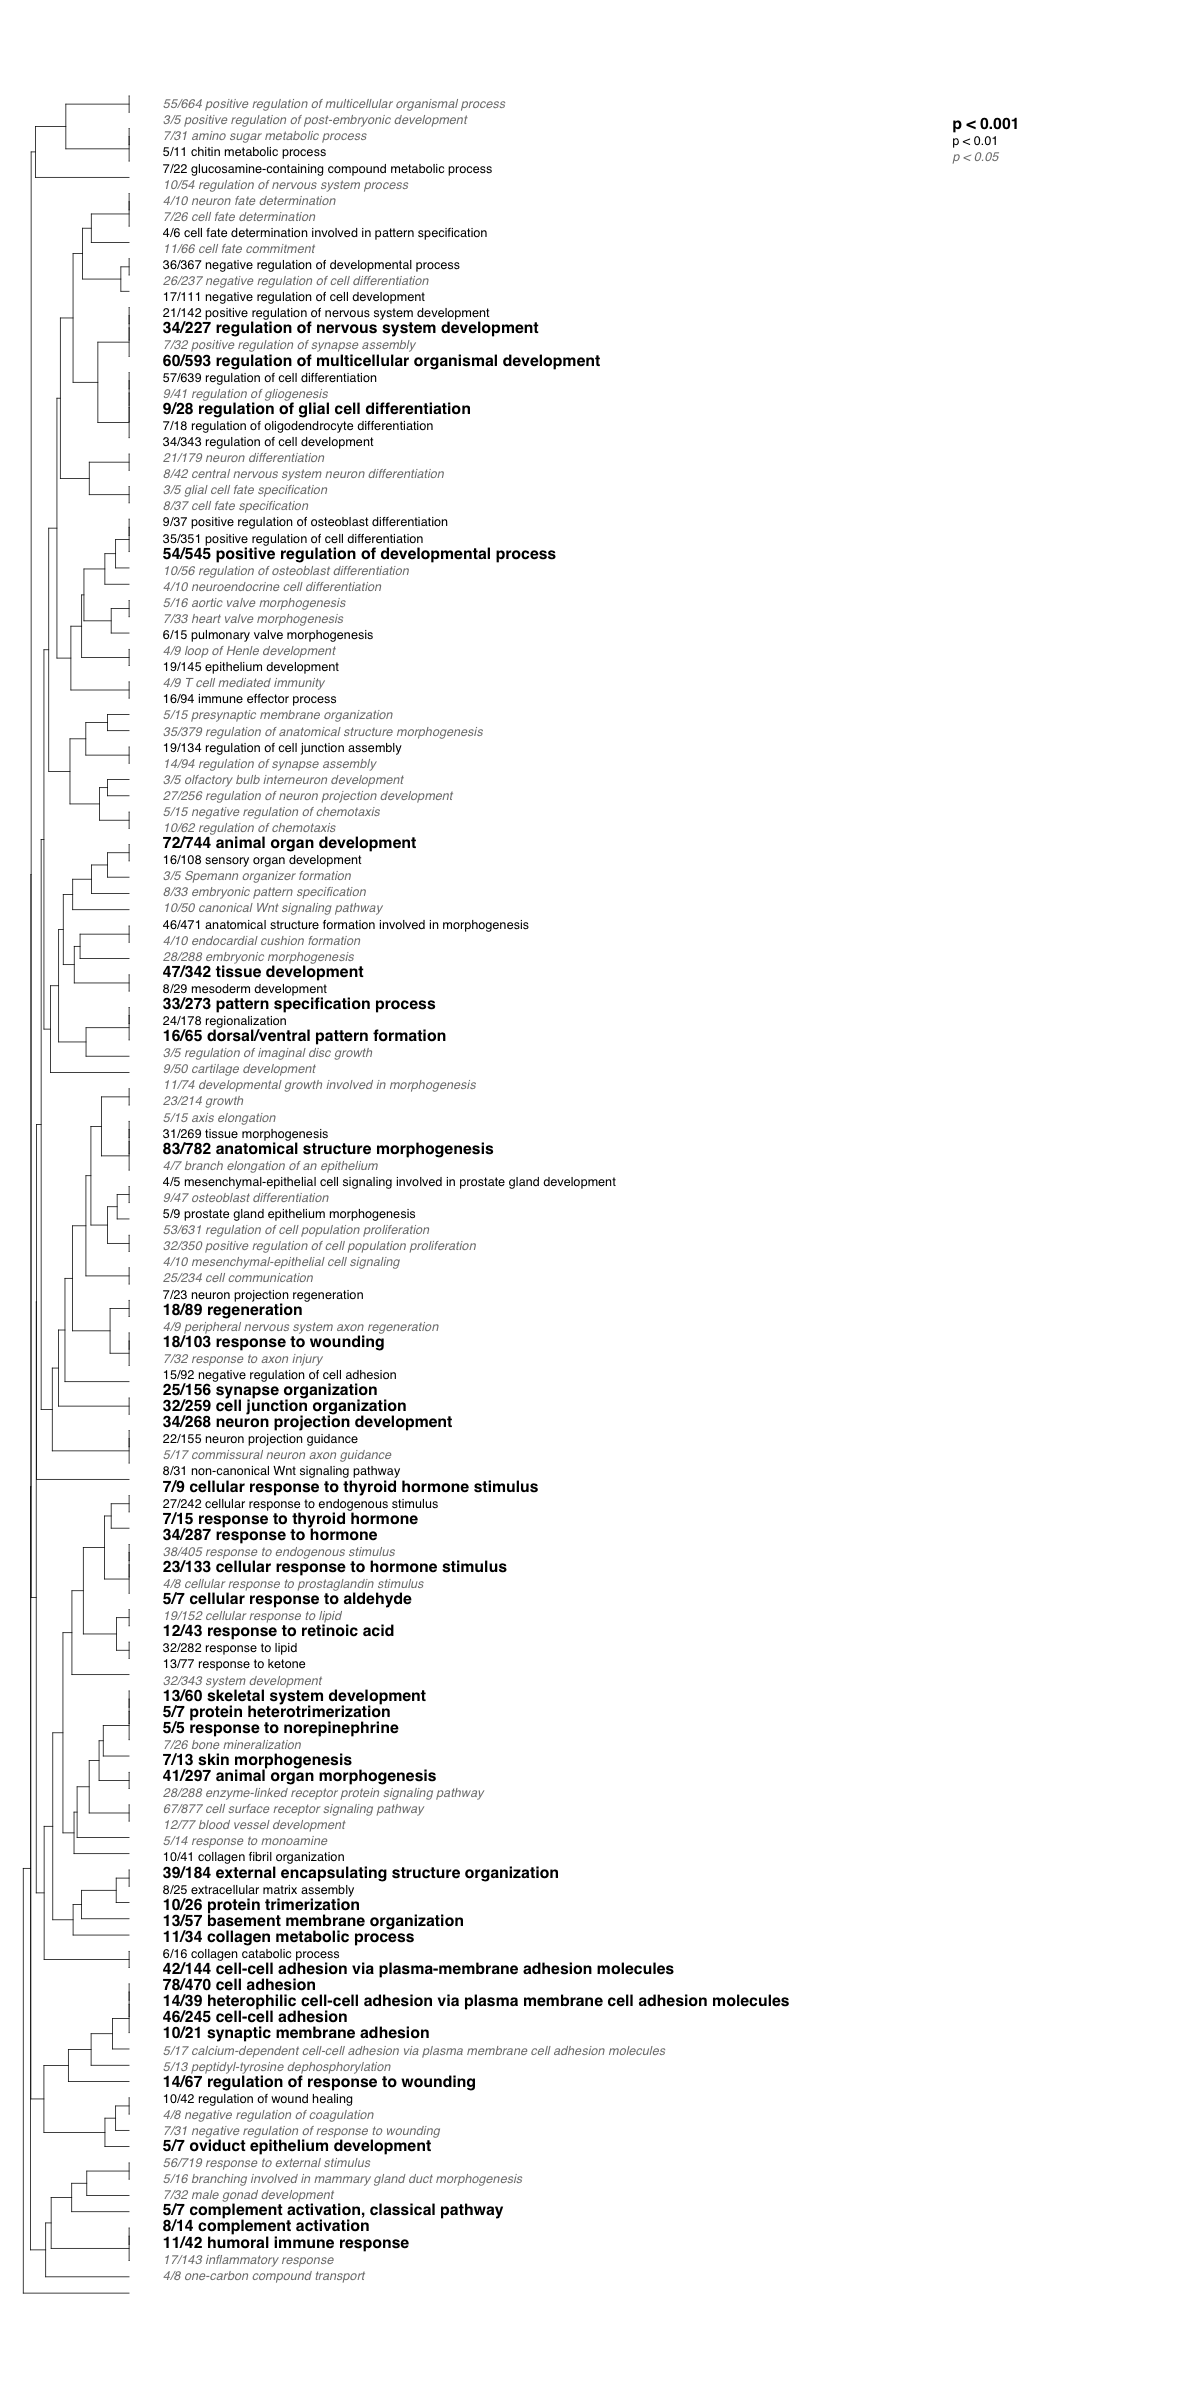 55/664 positive regulation of multicellular organismal process
3/5 positive regulation of post-embryonic development
7/31 amino sugar metabolic process
5/11 chitin metabolic process
7/22 glucosamine-containing compound metabolic process
10/54 regulation of nervous system process
4/10 neuron fate determination
7/26 cell fate determination
4/6 cell fate determination involved in pattern specification
11/66 cell fate commitment
36/367 negative regulation of developmental process
26/237 negative regulation of cell differentiation
17/111 negative regulation of cell development
21/142 positive regulation of nervous system development
34/227 regulation of nervous system development
7/32 positive regulation of synapse assembly
60/593 regulation of multicellular organismal development
57/639 regulation of cell differentiation
9/41 regulation of gliogenesis
9/28 regulation of glial cell differentiation
7/18 regulation of oligodendrocyte differentiation
34/343 regulation of cell development
21/179 neuron differentiation
8/42 central nervous system neuron differentiation
3/5 glial cell fate specification
8/37 cell fate specification
9/37 positive regulation of osteoblast differentiation
35/351 positive regulation of cell differentiation
54/545 positive regulation of developmental process
10/56 regulation of osteoblast differentiation
4/10 neuroendocrine cell differentiation
5/16 aortic valve morphogenesis
7/33 heart valve morphogenesis
6/15 pulmonary valve morphogenesis
4/9 loop of Henle development
19/145 epithelium development
4/9 T cell mediated immunity
16/94 immune effector process
5/15 presynaptic membrane organization
35/379 regulation of anatomical structure morphogenesis
19/134 regulation of cell junction assembly
14/94 regulation of synapse assembly
3/5 olfactory bulb interneuron development
27/256 regulation of neuron projection development
5/15 negative regulation of chemotaxis
10/62 regulation of chemotaxis
72/744 animal organ development
16/108 sensory organ development
3/5 Spemann organizer formation
8/33 embryonic pattern specification
10/50 canonical Wnt signaling pathway
46/471 anatomical structure formation involved in morphogenesis
4/10 endocardial cushion formation
28/288 embryonic morphogenesis
47/342 tissue development
8/29 mesoderm development
33/273 pattern specification process
24/178 regionalization
16/65 dorsal/ventral pattern formation
3/5 regulation of imaginal disc growth
9/50 cartilage development
11/74 developmental growth involved in morphogenesis
23/214 growth
5/15 axis elongation
31/269 tissue morphogenesis
83/782 anatomical structure morphogenesis
4/7 branch elongation of an epithelium
4/5 mesenchymal-epithelial cell signaling involved in prostate gland development
9/47 osteoblast differentiation
5/9 prostate gland epithelium morphogenesis
53/631 regulation of cell population proliferation
32/350 positive regulation of cell population proliferation
4/10 mesenchymal-epithelial cell signaling
25/234 cell communication
7/23 neuron projection regeneration
18/89 regeneration
4/9 peripheral nervous system axon regeneration
18/103 response to wounding
7/32 response to axon injury
15/92 negative regulation of cell adhesion
25/156 synapse organization
32/259 cell junction organization
34/268 neuron projection development
22/155 neuron projection guidance
5/17 commissural neuron axon guidance
8/31 non-canonical Wnt signaling pathway
7/9 cellular response to thyroid hormone stimulus
27/242 cellular response to endogenous stimulus
7/15 response to thyroid hormone
34/287 response to hormone
38/405 response to endogenous stimulus
23/133 cellular response to hormone stimulus
4/8 cellular response to prostaglandin stimulus
5/7 cellular response to aldehyde
19/152 cellular response to lipid
12/43 response to retinoic acid
32/282 response to lipid
13/77 response to ketone
32/343 system development
13/60 skeletal system development
5/7 protein heterotrimerization
5/5 response to norepinephrine
7/26 bone mineralization
7/13 skin morphogenesis
41/297 animal organ morphogenesis
28/288 enzyme-linked receptor protein signaling pathway
67/877 cell surface receptor signaling pathway
12/77 blood vessel development
5/14 response to monoamine
10/41 collagen fibril organization
39/184 external encapsulating structure organization
8/25 extracellular matrix assembly
10/26 protein trimerization
13/57 basement membrane organization
11/34 collagen metabolic process
6/16 collagen catabolic process
42/144 cell-cell adhesion via plasma-membrane adhesion molecules
78/470 cell adhesion
14/39 heterophilic cell-cell adhesion via plasma membrane cell adhesion molecules
46/245 cell-cell adhesion
10/21 synaptic membrane adhesion
5/17 calcium-dependent cell-cell adhesion via plasma membrane cell adhesion molecules
5/13 peptidyl-tyrosine dephosphorylation
14/67 regulation of response to wounding
10/42 regulation of wound healing
4/8 negative regulation of coagulation
7/31 negative regulation of response to wounding
5/7 oviduct epithelium development
56/719 response to external stimulus
5/16 branching involved in mammary gland duct morphogenesis
7/32 male gonad development
5/7 complement activation, classical pathway
8/14 complement activation
11/42 humoral immune response
17/143 inflammatory response
4/8 one-carbon compound transport
p < 0.001
p < 0.01
p < 0.05